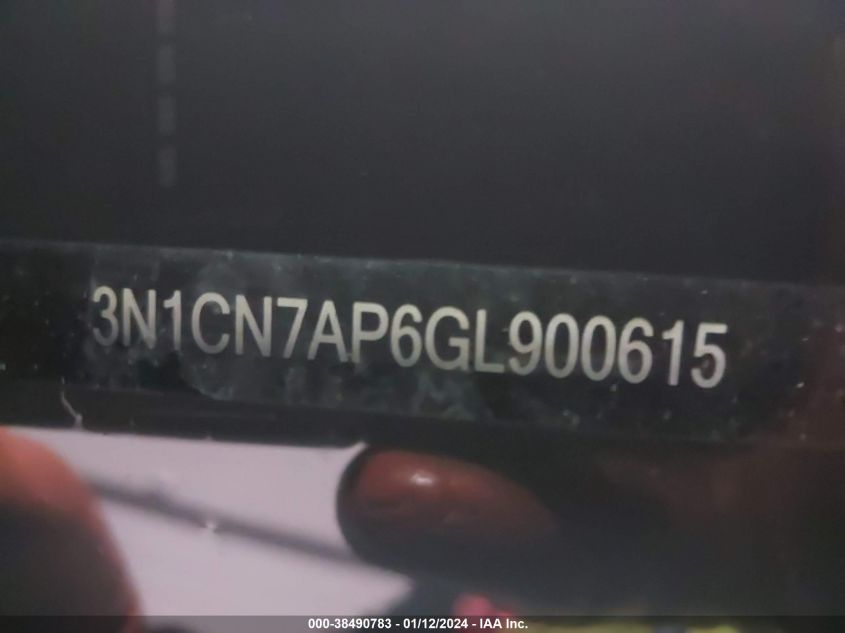 3N1CN7AP6GL900615
000-38490783 - 01/12/2024 - IAA Inc.